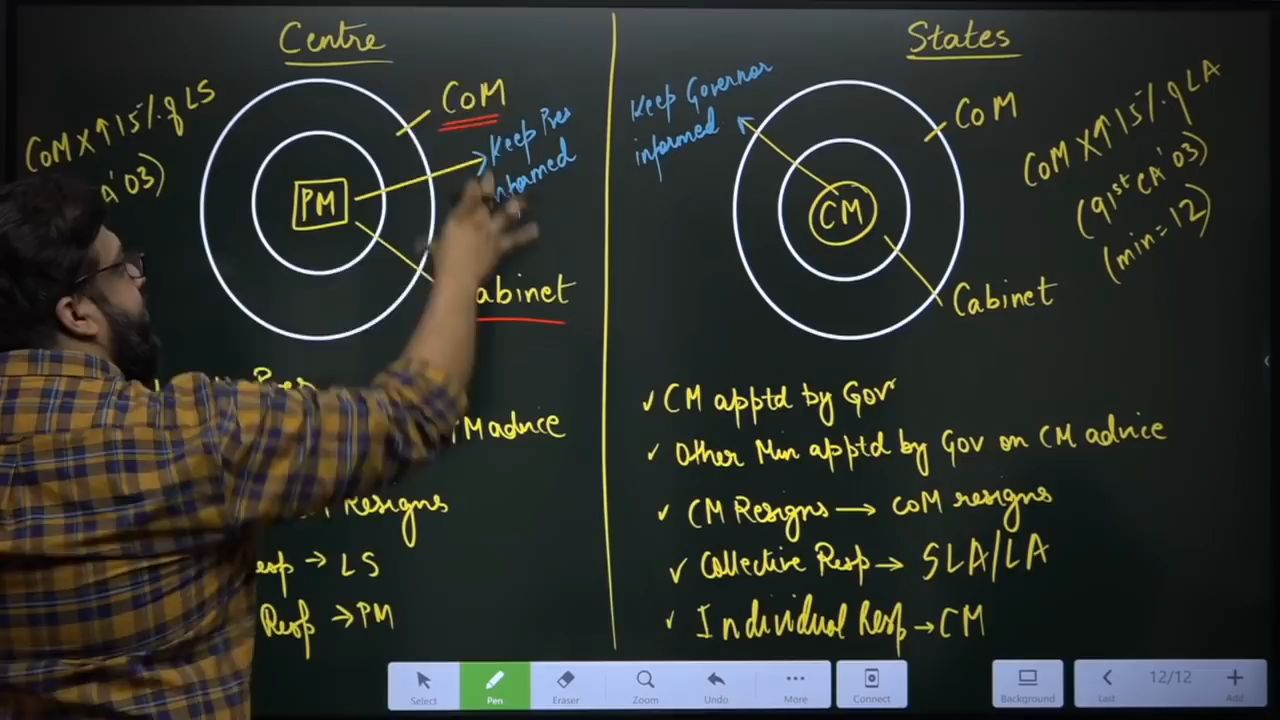 Centre
CoM X ↑ 15%. of LS
A'03)
CoM
Keep Pres
informed
PM
abinet
Pres
M advice
Resigns
esp → LS
Resp → PM
States
Keep Governor
informed
CoM
CoM X ↑ 15%. of LA
(91st CA'03)
(min = 12)
CM
Cabinet
✓ CM apptd by Gov
✓ Other Min apptd by Gov on CM advice
✓ CM Resigns → CoM resigns
✓ Collective Resp → SLA/LA
✓ Individual Resp → CM
Select
Pen
Eraser
Zoom
Undo
More
Connect
Background
Last
12/12
Add